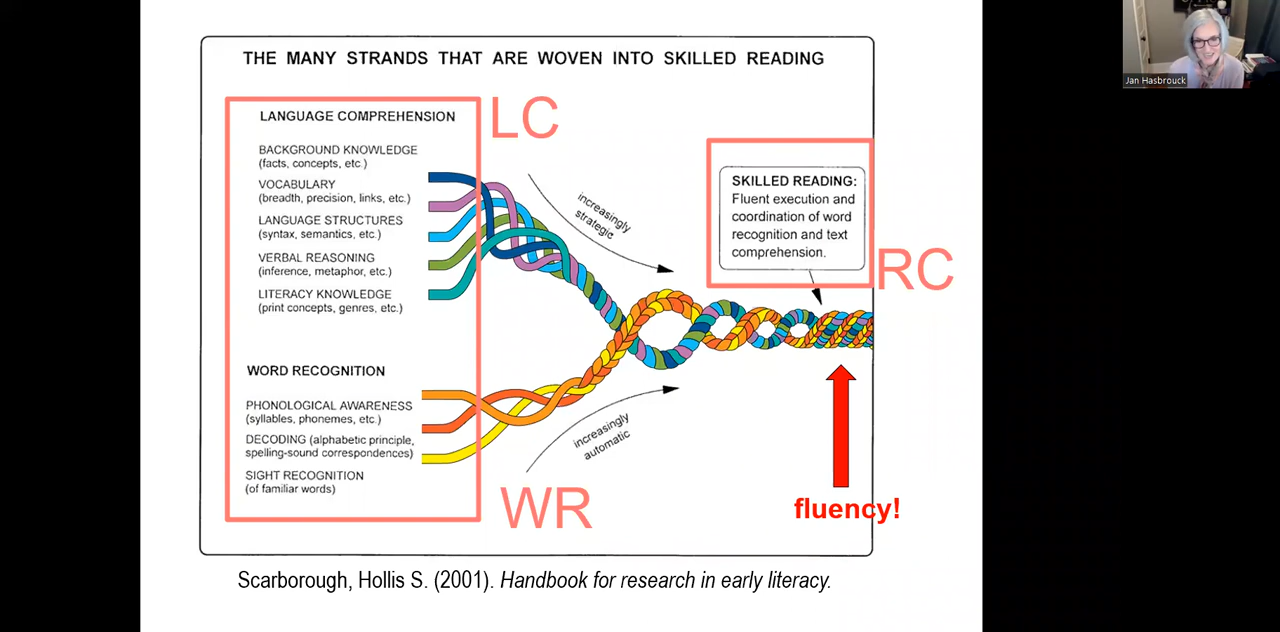 Jan Hasbrouck
THE MANY STRANDS THAT ARE WOVEN INTO SKILLED READING
LANGUAGE COMPREHENSION
LC
BACKGROUND KNOWLEDGE
(facts, concepts, etc.)
VOCABULARY
(breadth, precision, links, etc.)
LANGUAGE STRUCTURES
(syntax, semantics, etc.)
VERBAL REASONING
(inference, metaphor, etc.)
LITERACY KNOWLEDGE
(print concepts, genres, etc.)
increasingly
strategic
SKILLED READING:
Fluent execution and
coordination of word
recognition and text
comprehension.
RC
WORD RECOGNITION
PHONOLOGICAL AWARENESS
(syllables, phonemes, etc.)
DECODING (alphabetic principle,
spelling-sound correspondences)
SIGHT RECOGNITION
(of familiar words)
increasingly
automatic
WR
fluency!
Scarborough, Hollis S. (2001). Handbook for research in early literacy.